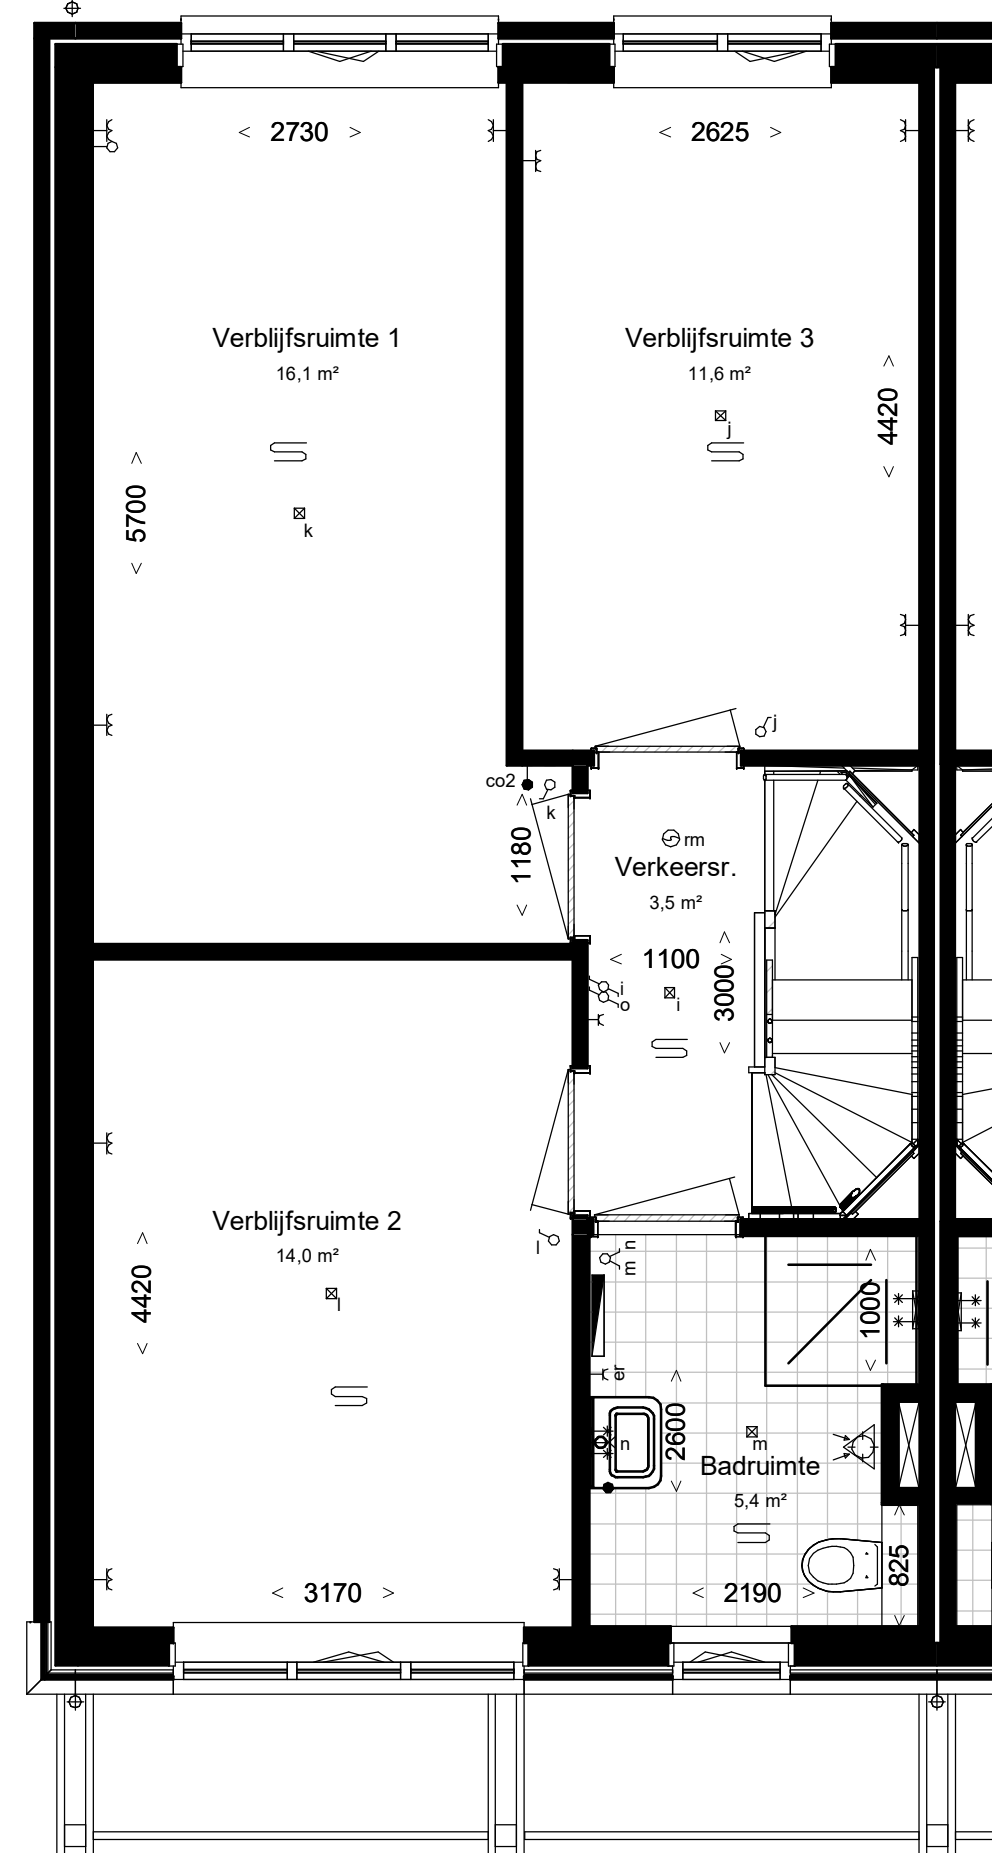 < 2730 >
< 2625 >
Verblijfsruimte 1
16,1 m²
Verblijfsruimte 3
11,6 m²
< 4420 >
j
< 5700 >
k
j
co2
k
< 1180 >
rm
Verkeersr.
3,5 m²
< 1100 >
< 3000 >
i
o
i
Verblijfsruimte 2
14,0 m²
< 4420 >
l
l
n
m
< 1000 >
er
< 2600 >
n
m
Badruimte
5,4 m²
< 825 >
< 3170 >
< 2190 >